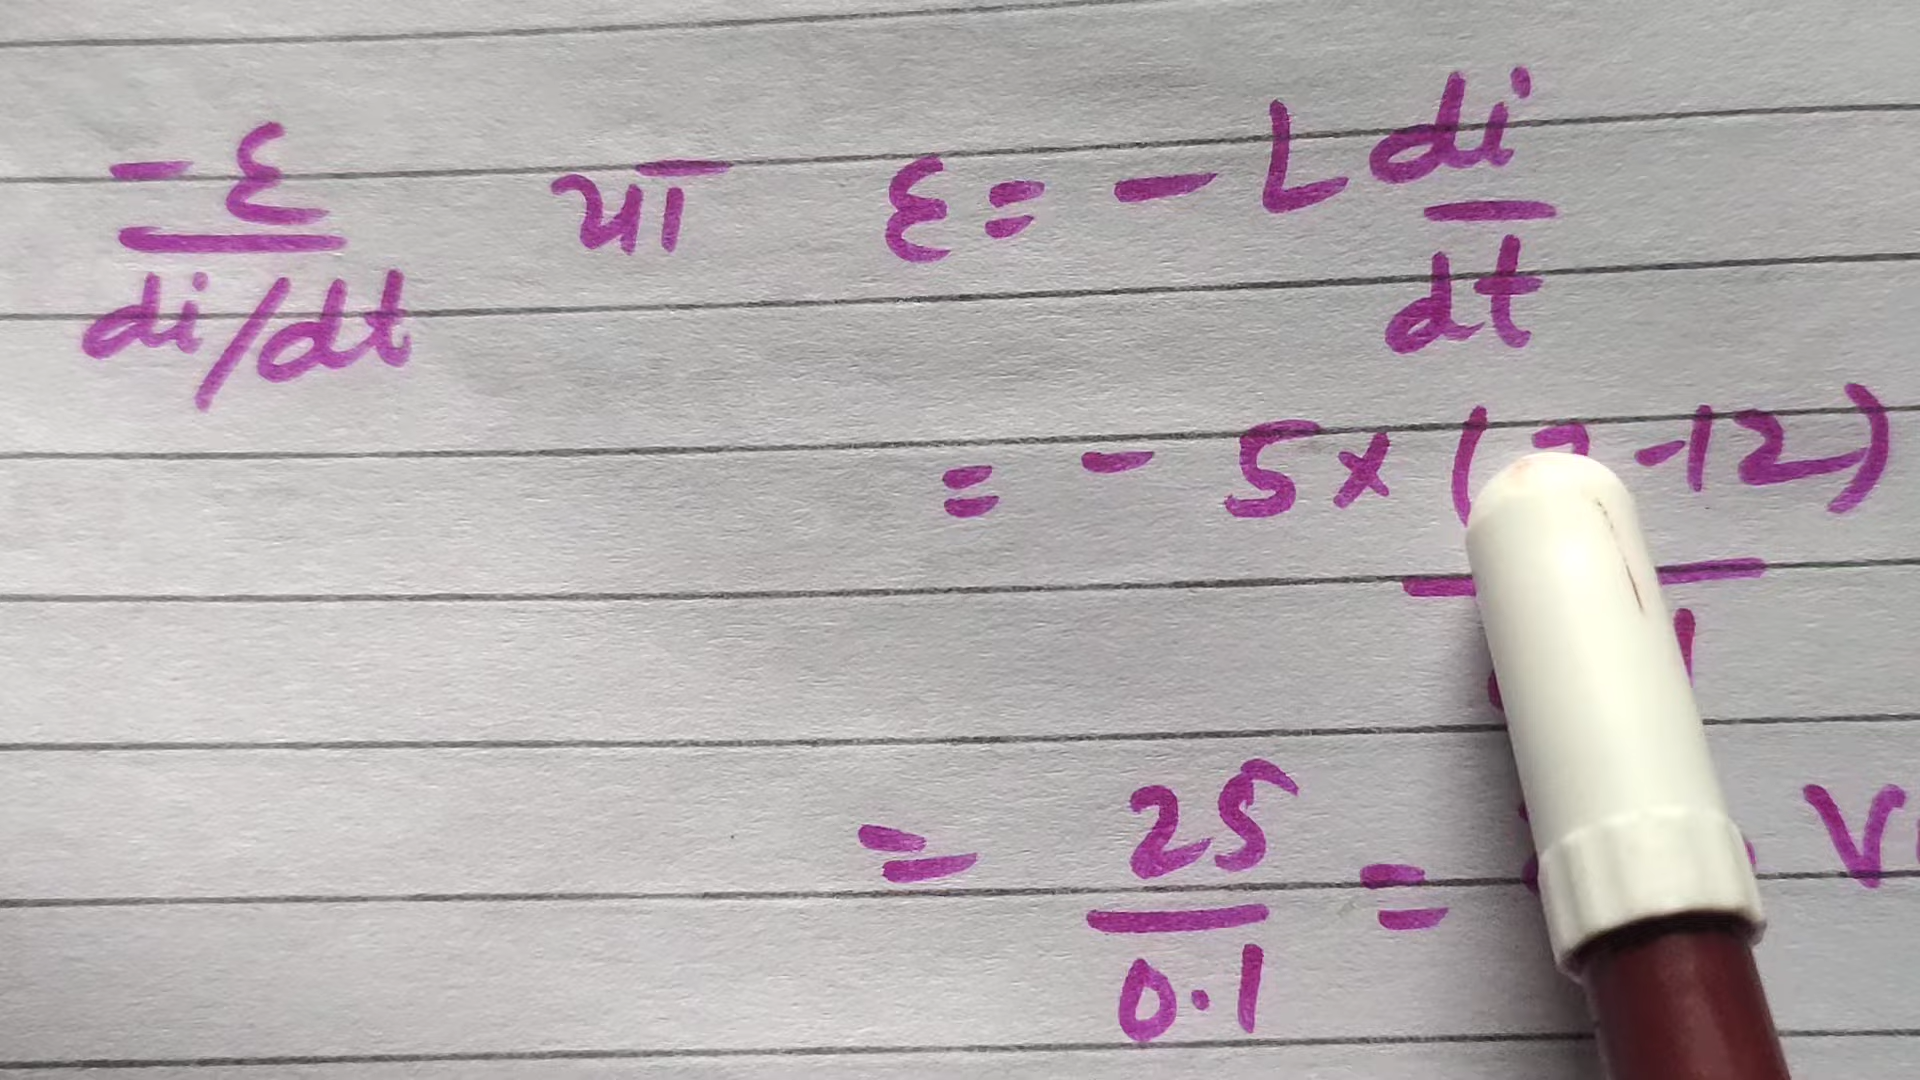 -ε/di/dt या ε = - L di/dt
= - 5 × ( -12)
= 25/0.1 = V